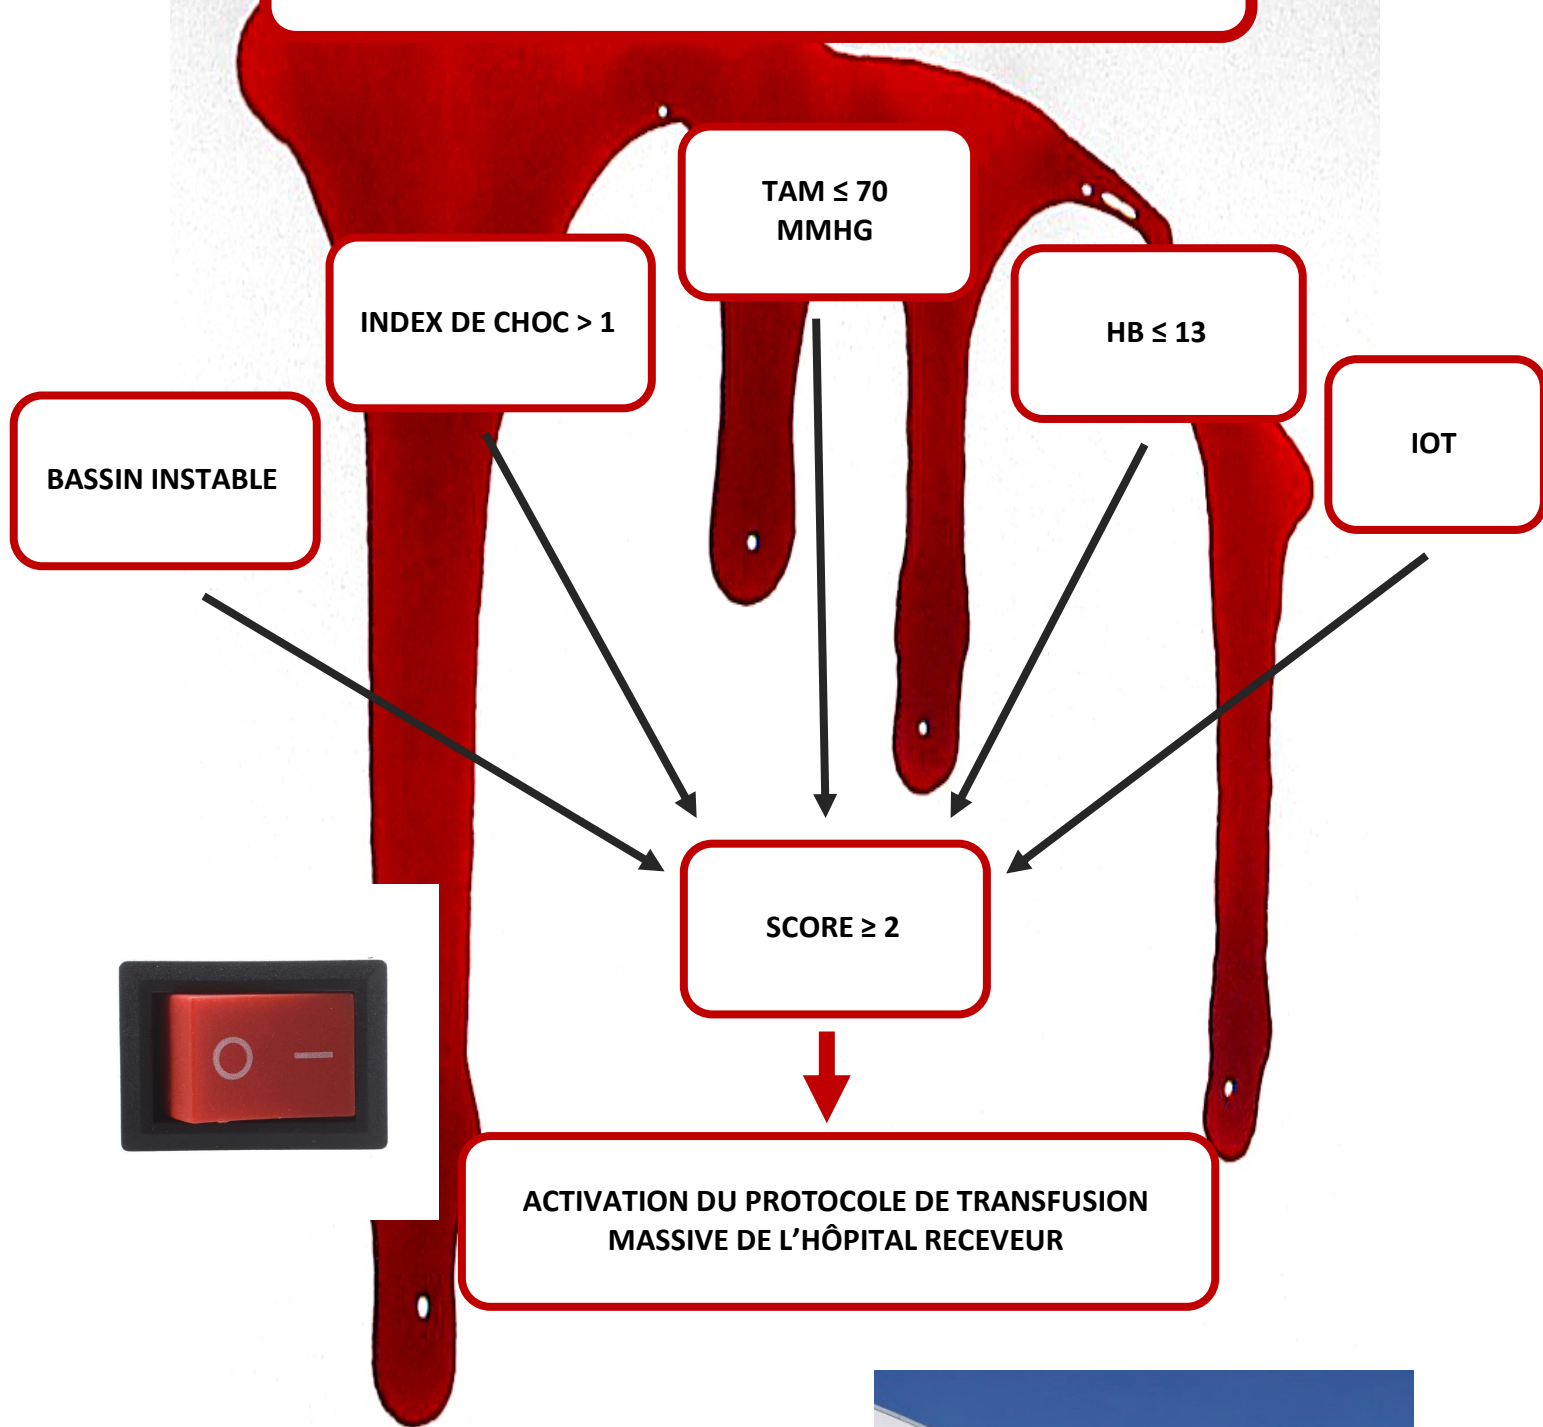 TAM ≤ 70
MMHG
INDEX DE CHOC > 1
HB ≤ 13
IOT
BASSIN INSTABLE
SCORE ≥ 2
ACTIVATION DU PROTOCOLE DE TRANSFUSION
MASSIVE DE L’HÔPITAL RECEVEUR